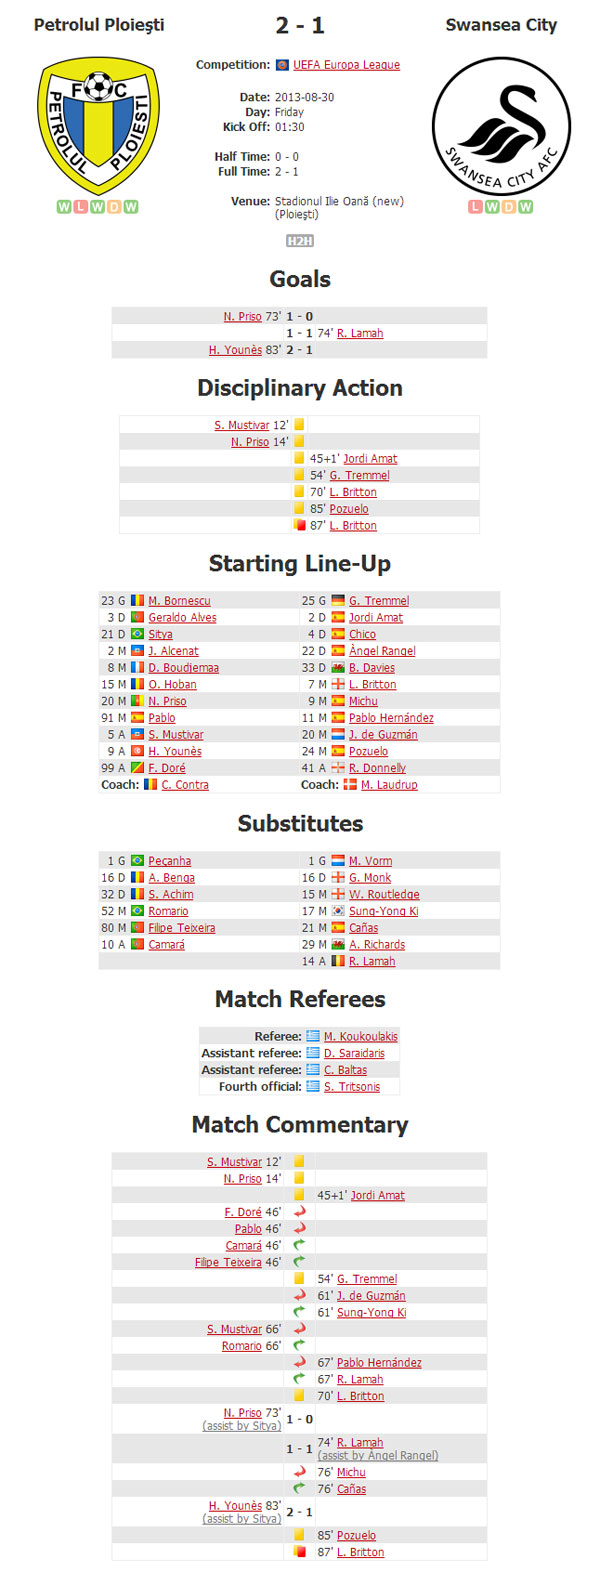 Petrolul Ploieşti
2 - 1
Swansea City
FC
PETROLUL PLOIESTI
SWANSEA CITY AFC
Competition: UEFA Europa League
Date: 2013-08-30
Day: Friday
Kick Off: 01:30
Half Time: 0 - 0
Full Time: 2 - 1
Venue: Stadionul Ilie Oană (new)
(Ploieşti)
W L W D W
L W D W
H2H
Goals
N. Priso 73' 1 - 0
1 - 1 74' R. Lamah
H. Younès 83' 2 - 1
Disciplinary Action
S. Mustivar 12'
N. Priso 14'
45+1' Jordi Amat
54' G. Tremmel
70' L. Britton
85' Pozuelo
87' L. Britton
Starting Line-Up
23 G M. Bornescu 25 G G. Tremmel
3 D Geraldo Alves 2 D Jordi Amat
21 D Sitya 4 D Chico
2 M J. Alcenat 22 D Àngel Rangel
8 M D. Boudjemaa 33 D B. Davies
15 M O. Hoban 7 M L. Britton
20 M N. Priso 9 M Michu
91 M Pablo 11 M Pablo Hernández
5 A S. Mustivar 20 M J. de Guzmán
9 A H. Younès 24 M Pozuelo
99 A F. Doré 41 A R. Donnelly
Coach: C. Contra Coach: M. Laudrup
Substitutes
1 G Peçanha 1 G M. Vorm
16 D A. Benga 16 D G. Monk
32 D S. Achim 15 M W. Routledge
52 M Romario 17 M Sung-Yong Ki
80 M Filipe Teixeira 21 M Cañas
10 A Camará 29 M A. Richards
14 A R. Lamah
Match Referees
Referee: M. Koukoulakis
Assistant referee: D. Saraidaris
Assistant referee: C. Baltas
Fourth official: S. Tritsonis
Match Commentary
S. Mustivar 12'
N. Priso 14'
45+1' Jordi Amat
F. Doré 46'
Pablo 46'
Camará 46'
Filipe Teixeira 46'
54' G. Tremmel
61' J. de Guzmán
61' Sung-Yong Ki
S. Mustivar 66'
Romario 66'
67' Pablo Hernández
67' R. Lamah
70' L. Britton
N. Priso 73' 1 - 0
(assist by Sitya)
1 - 1 74' R. Lamah
(assist by Àngel Rangel)
76' Michu
76' Cañas
H. Younès 83' 2 - 1
(assist by Sitya)
85' Pozuelo
87' L. Britton